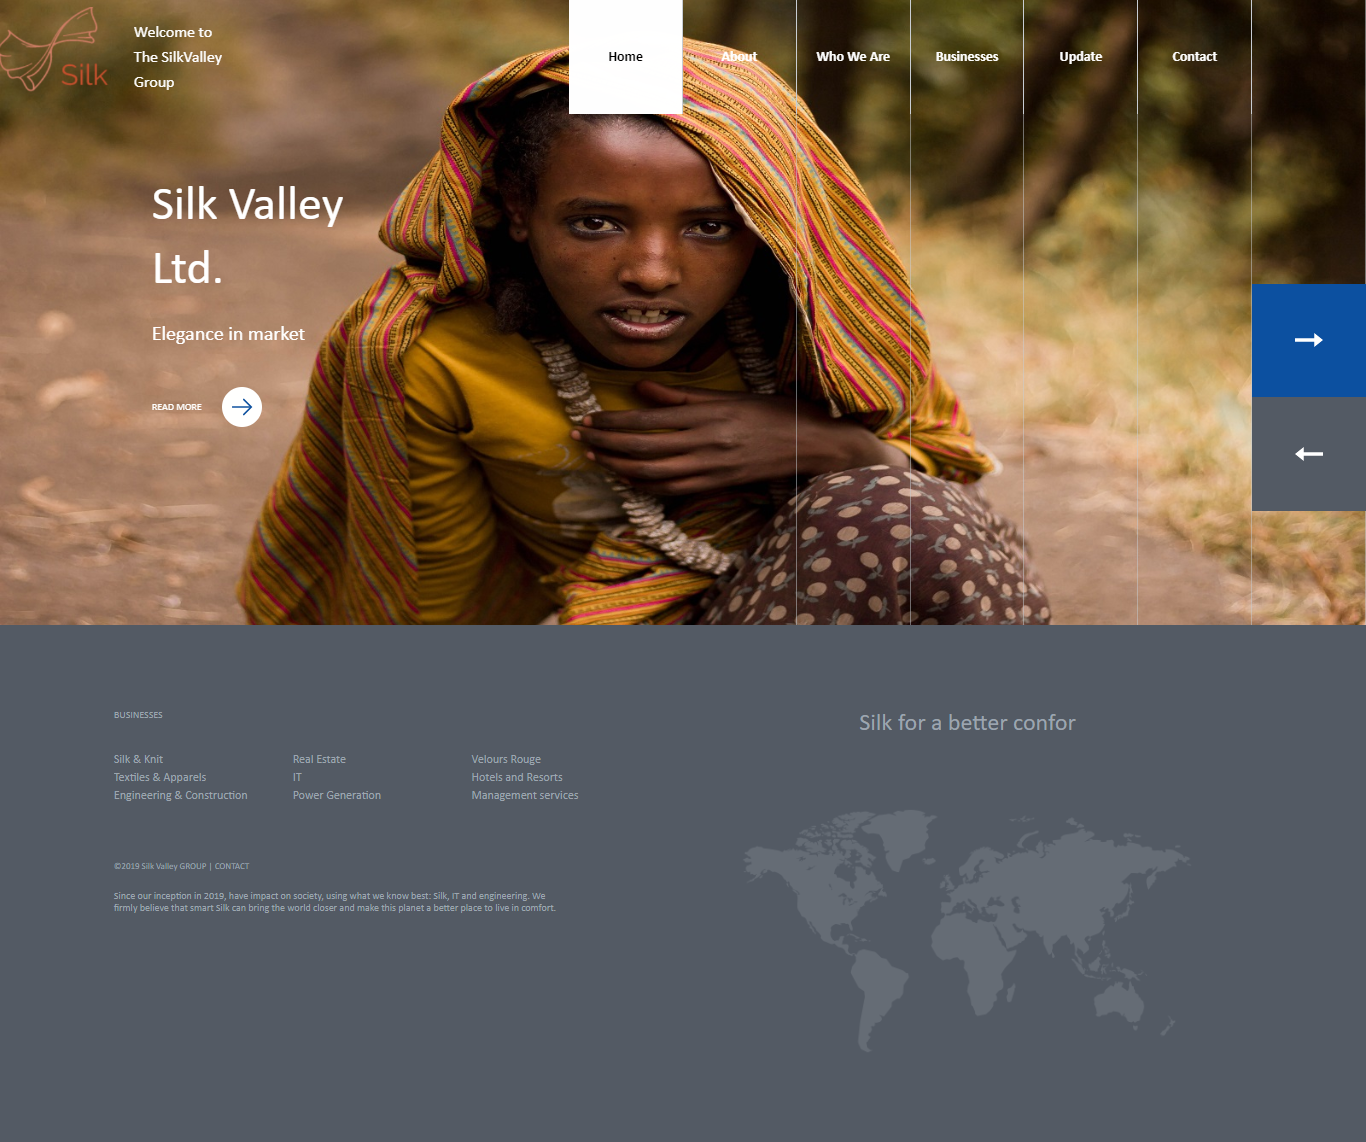 Silk
Welcome to
The SilkValley
Group
Home
About
Who We Are
Businesses
Update
Contact
Silk Valley
Ltd.
Elegance in market
READ MORE
BUSINESSES
Silk & Knit
Textiles & Apparels
Engineering & Construction
Real Estate
IT
Power Generation
Velours Rouge
Hotels and Resorts
Management services
Silk for a better confor
©2019 Silk Valley GROUP | CONTACT
Since our inception in 2019, have impact on society, using what we know best: Silk, IT and engineering. We
firmly believe that smart Silk can bring the world closer and make this planet a better place to live in comfort.